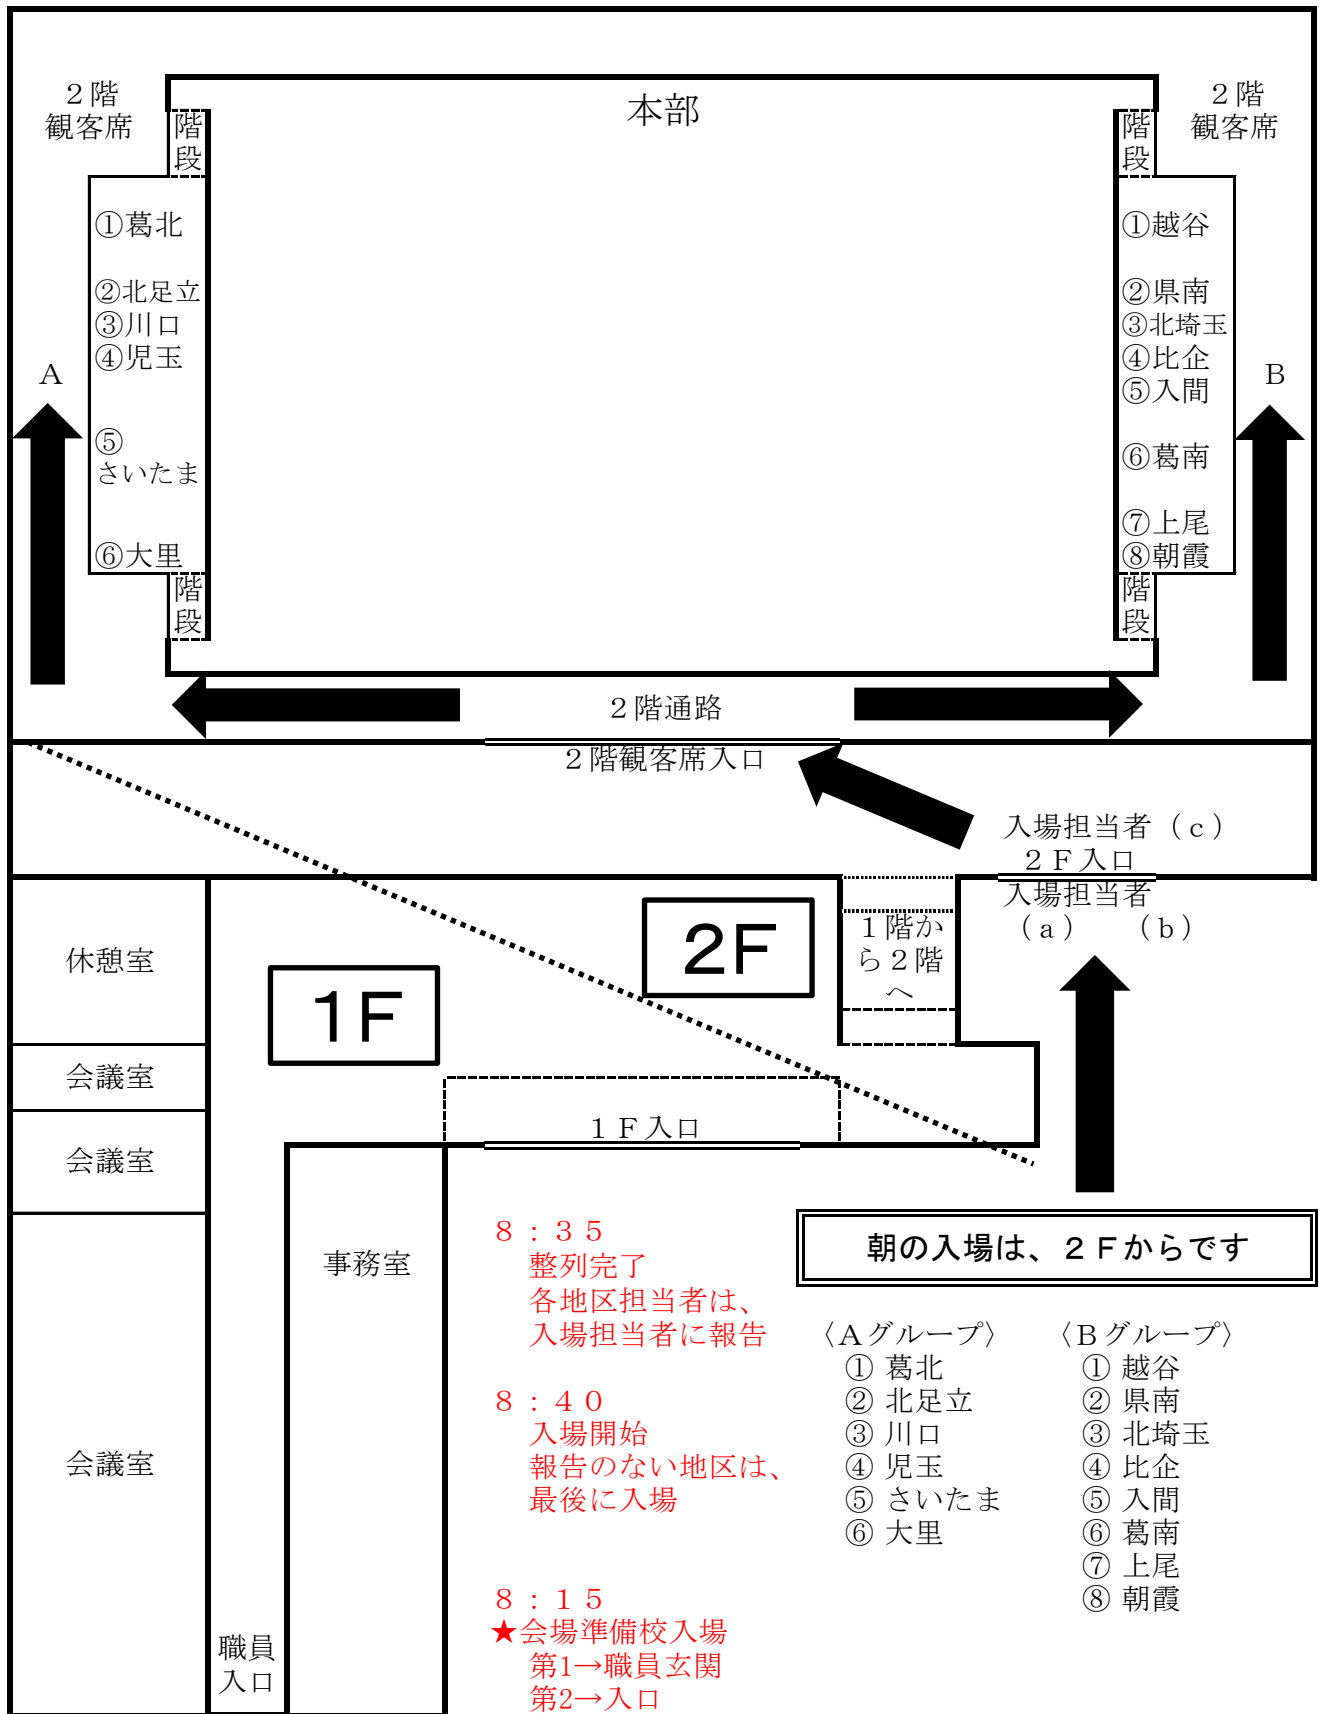 本部
２階
観客席
２階
観客席
階
段
階
段
①葛北
②北足立
③川口
④児玉
⑤
さいたま
⑥大里
階
段
①越谷
②県南
③北埼玉
④比企
⑤入間
⑥葛南
⑦上尾
⑧朝霞
階
段
Ａ
Ｂ
２階通路
２階観客席入口
入場担当者（ｃ）
２Ｆ入口
入場担当者
（ａ）　（ｂ）
１階か
ら２階
へ
2F
1F
休憩室
会議室
会議室
会議室
１Ｆ入口
事務室
職員
入口
朝の入場は、２Ｆからです
８：３５
整列完了
各地区担当者は、
入場担当者に報告
８：４０
入場開始
報告のない地区は、
最後に入場
８：１５
★会場準備校入場
第1→職員玄関
第2→入口
〈Ａグループ〉
① 葛北
② 北足立
③ 川口
④ 児玉
⑤ さいたま
⑥ 大里
〈Ｂグループ〉
① 越谷
② 県南
③ 北埼玉
④ 比企
⑤ 入間
⑥ 葛南
⑦ 上尾
⑧ 朝霞